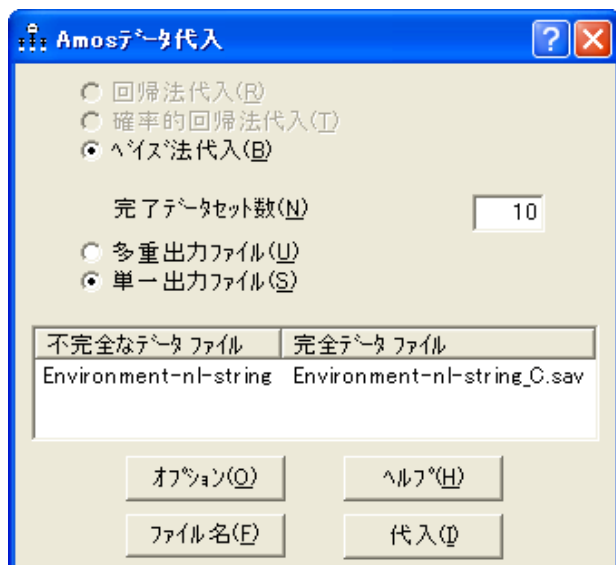 Amosデータ代入
回帰法代入(R)
確率的回帰法代入(T)
ベイズ法代入(B)
完了データセット数(N) 10
多重出力ファイル(U)
単一出力ファイル(S)
不完全なデータ ファイル 完全データ ファイル
Environment-nl-string Environment-nl-string_C.sav
オプション(O) ヘルプ(H)
ファイル名(F) 代入(I)